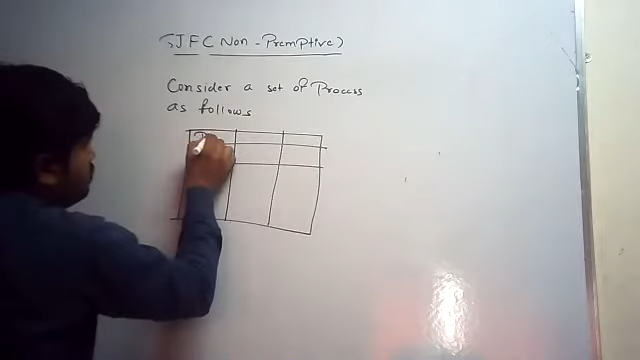 SJF (Non-Premptive)
Consider a set of Process
as follows